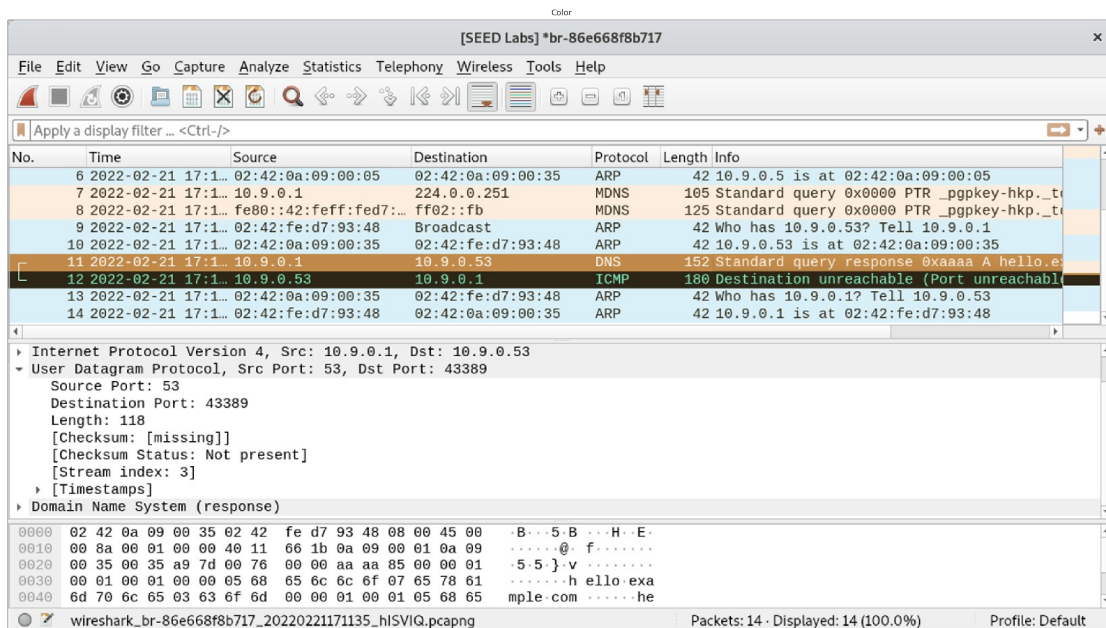 Color
[SEED Labs] *br-86e668f8b717
File Edit View Go Capture Analyze Statistics Telephony Wireless Tools Help
Apply a display filter ... <Ctrl-/>
No. Time Source Destination Protocol Length Info
6 2022-02-21 17:1… 02:42:0a:09:00:05 02:42:0a:09:00:35 ARP 42 10.9.0.5 is at 02:42:0a:09:00:05
7 2022-02-21 17:1… 10.9.0.1 224.0.0.251 MDNS 105 Standard query 0x0000 PTR _pgpkey-hkp._t
8 2022-02-21 17:1… fe80::42:feff:fed7:… ff02::fb MDNS 125 Standard query 0x0000 PTR _pgpkey-hkp._t
9 2022-02-21 17:1… 02:42:fe:d7:93:48 Broadcast ARP 42 Who has 10.9.0.53? Tell 10.9.0.1
10 2022-02-21 17:1… 02:42:0a:09:00:35 02:42:fe:d7:93:48 ARP 42 10.9.0.53 is at 02:42:0a:09:00:35
11 2022-02-21 17:1… 10.9.0.1 10.9.0.53 DNS 152 Standard query response 0xaaaa A hello.ex
12 2022-02-21 17:1… 10.9.0.53 10.9.0.1 ICMP 180 Destination unreachable (Port unreachabl
13 2022-02-21 17:1… 02:42:0a:09:00:35 02:42:fe:d7:93:48 ARP 42 Who has 10.9.0.1? Tell 10.9.0.53
14 2022-02-21 17:1… 02:42:fe:d7:93:48 02:42:0a:09:00:35 ARP 42 10.9.0.1 is at 02:42:fe:d7:93:48
Internet Protocol Version 4, Src: 10.9.0.1, Dst: 10.9.0.53
User Datagram Protocol, Src Port: 53, Dst Port: 43389
Source Port: 53
Destination Port: 43389
Length: 118
[Checksum: [missing]]
[Checksum Status: Not present]
[Stream index: 3]
[Timestamps]
Domain Name System (response)
0000 02 42 0a 09 00 35 02 42 fe d7 93 48 08 00 45 00 ·B···5·B ···H··E·
0010 00 8a 00 01 00 00 40 11 66 1b 0a 09 00 01 0a 09 ······@· f·······
0020 00 35 00 35 a9 7d 00 76 00 00 aa aa 85 00 00 01 ·5·5·}·v ········
0030 00 01 00 01 00 00 05 68 65 6c 6c 6f 07 65 78 61 ·······h ello·exa
0040 6d 70 6c 65 03 63 6f 6d 00 00 01 00 01 05 68 65 mple·com ······he
wireshark_br-86e668f8b717_20220221171135_hISVIQ.pcapng Packets: 14 · Displayed: 14 (100.0%) Profile: Default